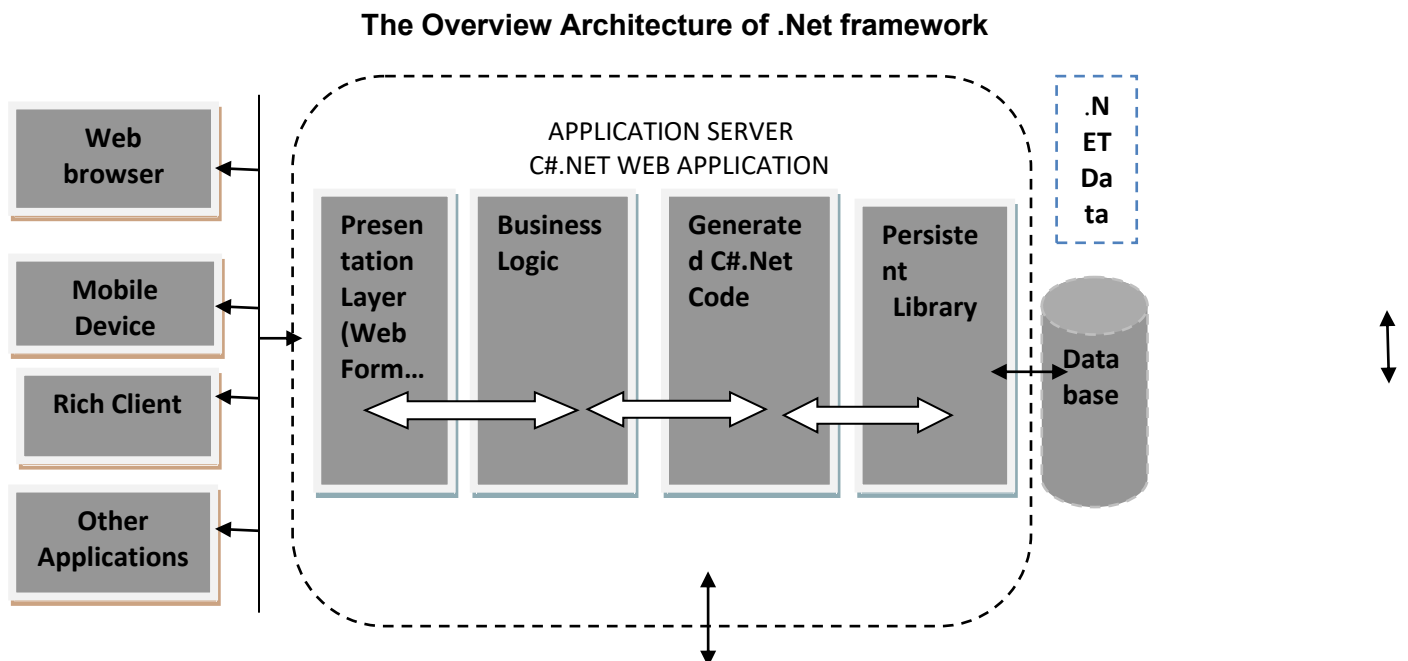 The Overview Architecture of .Net framework
Web
browser
Mobile
Device
Rich Client
Other
Applications
APPLICATION SERVER
C#.NET WEB APPLICATION
Presen
tation
Layer
(Web
Form…
Business
Logic
Generate
d C#.Net
Code
Persiste
nt
Library
.N
ET
Da
ta
Data
base